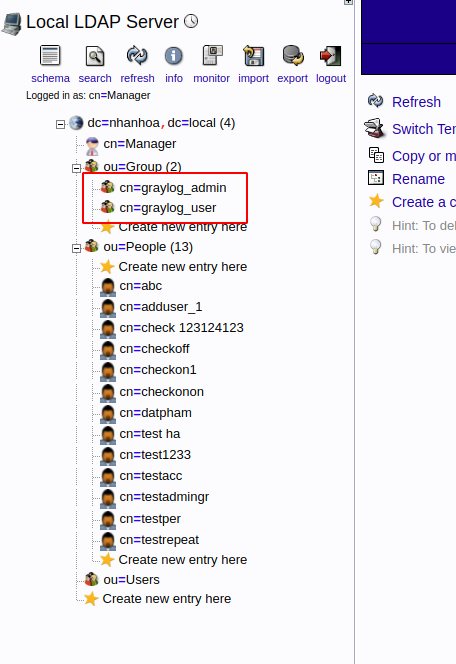 Local LDAP Server
schema search refresh info monitor import export logout
Logged in as: cn=Manager
dc=nhanhoa,dc=local (4)
cn=Manager
ou=Group (2)
cn=graylog_admin
cn=graylog_user
Create new entry here
ou=People (13)
Create new entry here
cn=abc
cn=adduser_1
cn=check 123124123
cn=checkoff
cn=checkon1
cn=checkonon
cn=datpham
cn=test ha
cn=test1233
cn=testacc
cn=testadmingr
cn=testper
cn=testrepeat
Create new entry here
ou=Users
Create new entry here
Refresh
Switch Ter
Copy or m
Rename
Create a c
Hint: To del
Hint: To vie